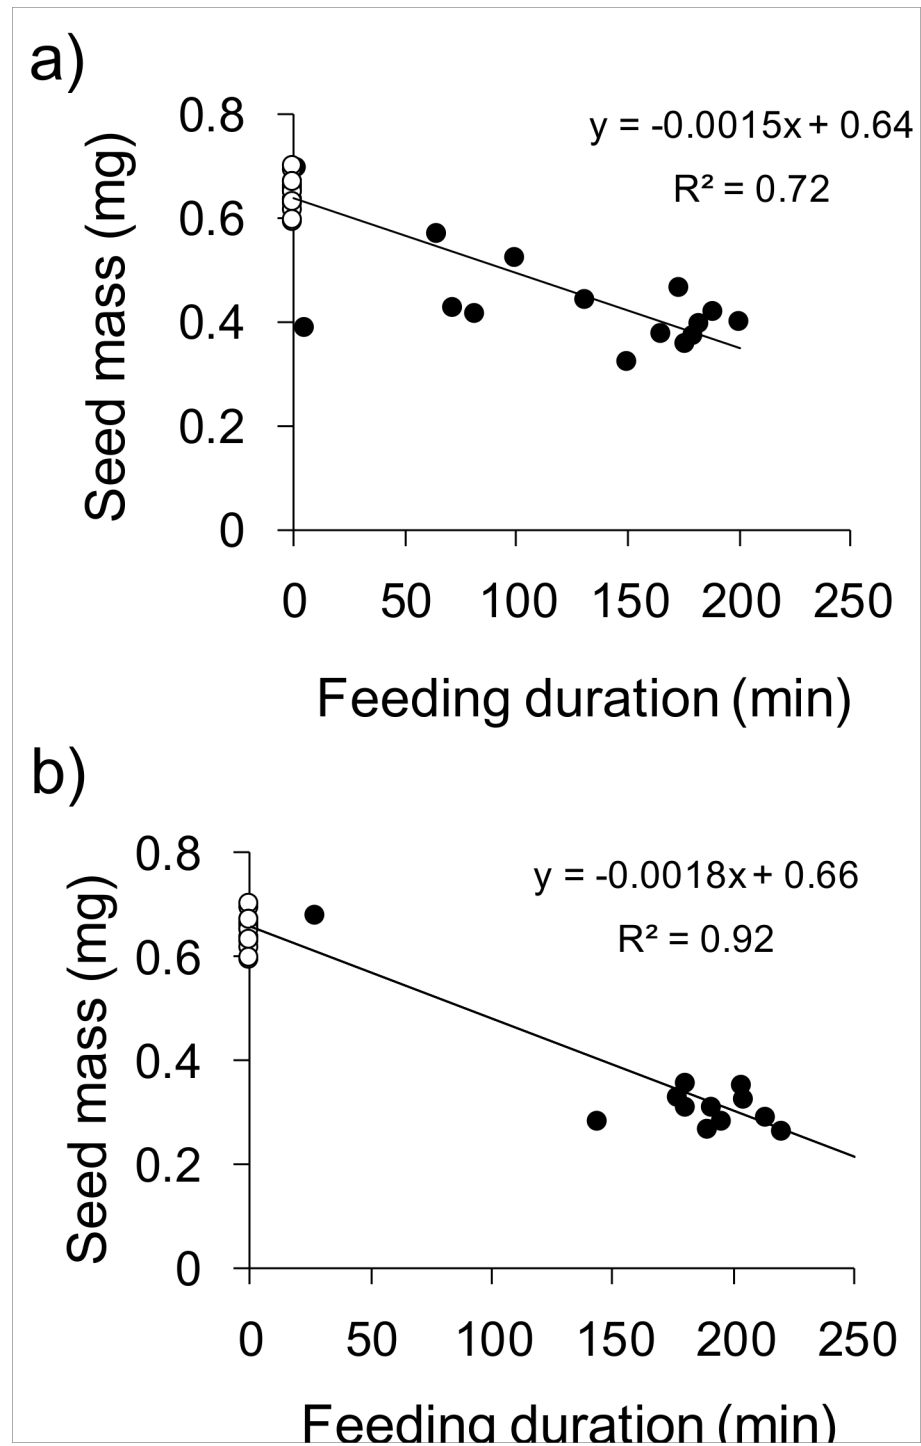 a)
Seed mass (mg)
0.8
0.6
0.4
0.2
0
y = -0.0015x + 0.64
R² = 0.72
0 50 100 150 200 250
Feeding duration (min)
b)
Seed mass (mg)
0.8
0.6
0.4
0.2
0
y = -0.0018x + 0.66
R² = 0.92
0 50 100 150 200 250
Feeding duration (min)